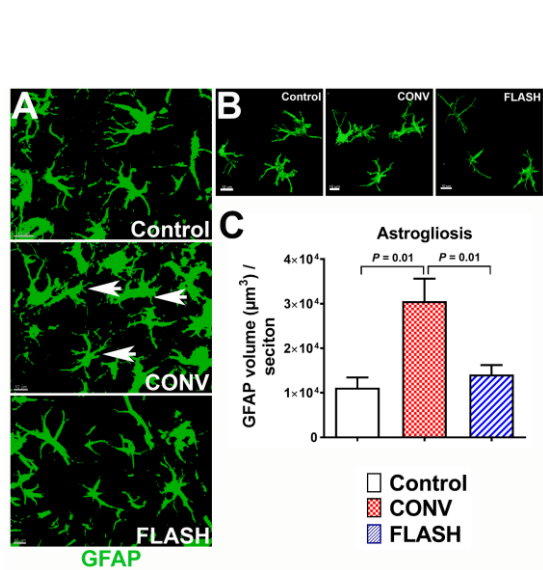 A
Control
CONV
FLASH
GFAP
B
Control
CONV
FLASH
C
Astrogliosis
P = 0.01
P = 0.01
GFAP volume (µm³) /
seciton
4×10⁴
3×10⁴
2×10⁴
1×10⁴
0
Control
CONV
FLASH